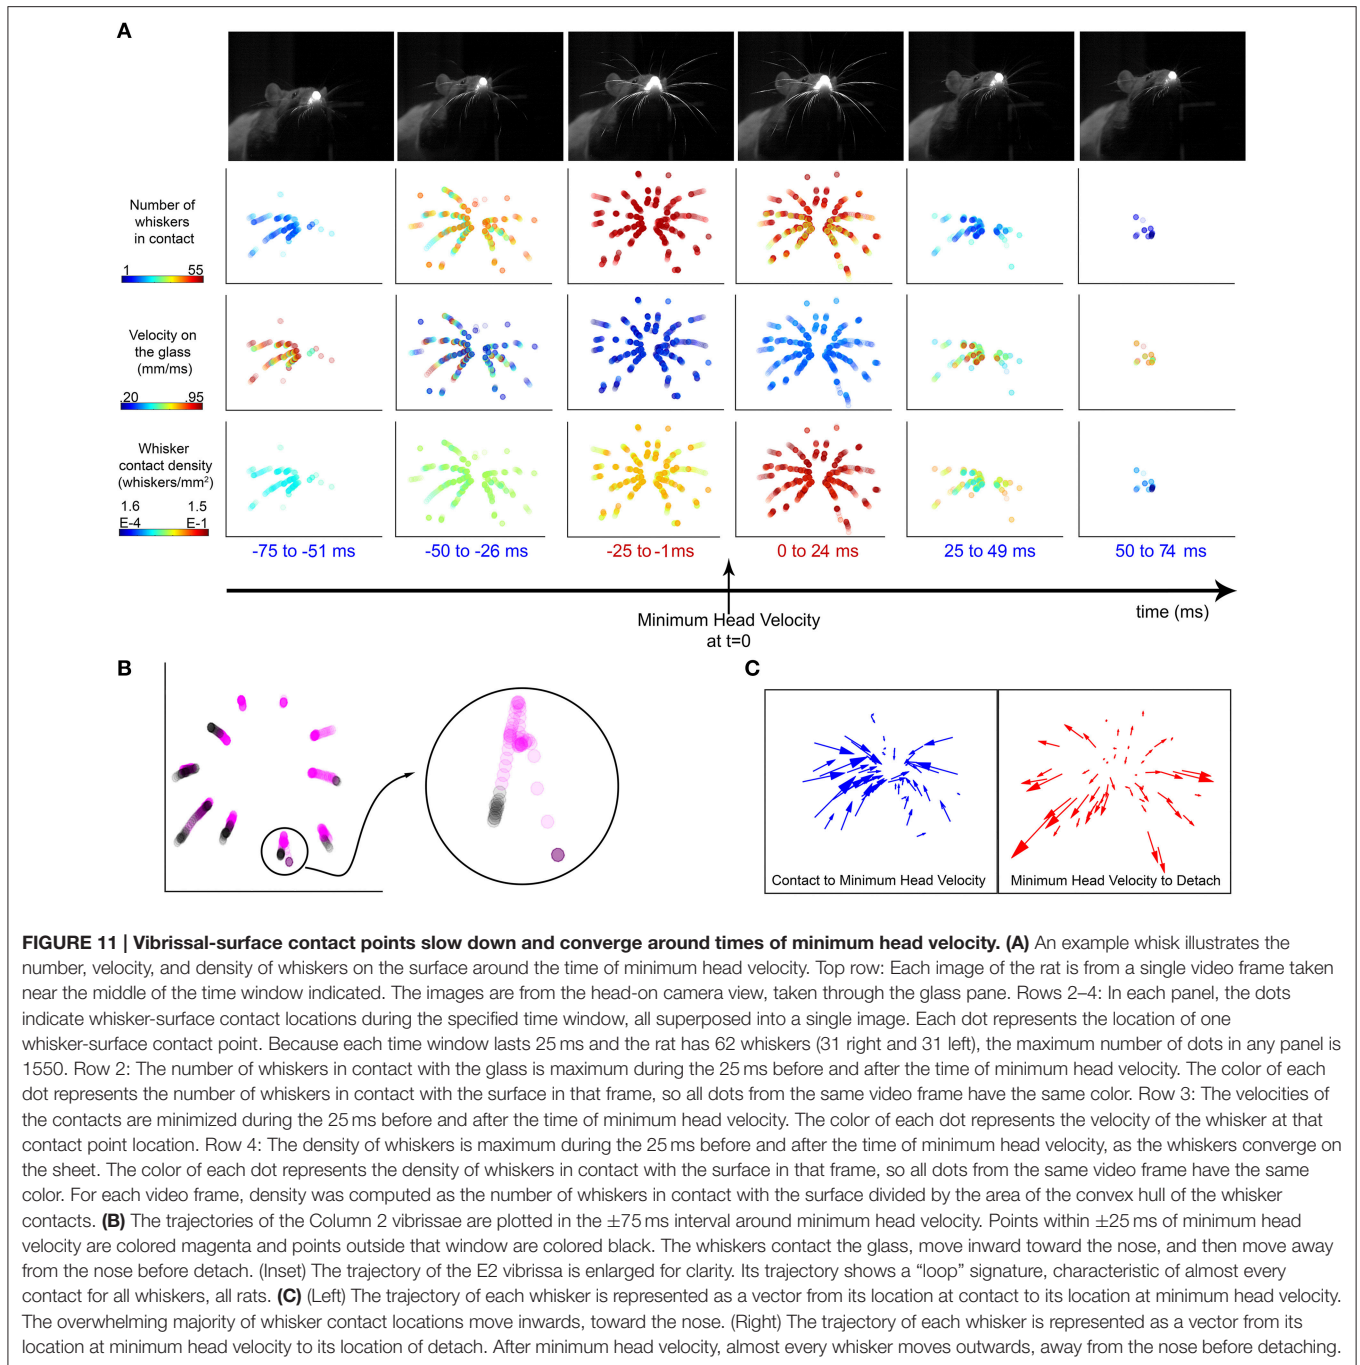 A
Number of
whiskers
in contact
1 55
Velocity on
the glass
(mm/ms)
.20 .95
Whisker
contact density
(whiskers/mm²)
1.6 1.5
E-4 E-1
-75 to -51 ms -50 to -26 ms -25 to -1ms 0 to 24 ms 25 to 49 ms 50 to 74 ms
time (ms)
Minimum Head Velocity
at t=0
B
C
Contact to Minimum Head Velocity
Minimum Head Velocity to Detach
FIGURE 11 | Vibrissal-surface contact points slow down and converge around times of minimum head velocity. (A) An example whisk illustrates the
number, velocity, and density of whiskers on the surface around the time of minimum head velocity. Top row: Each image of the rat is from a single video frame taken
near the middle of the time window indicated. The images are from the head-on camera view, taken through the glass pane. Rows 2–4: In each panel, the dots
indicate whisker-surface contact locations during the specified time window, all superposed into a single image. Each dot represents the location of one
whisker-surface contact point. Because each time window lasts 25 ms and the rat has 62 whiskers (31 right and 31 left), the maximum number of dots in any panel is
1550. Row 2: The number of whiskers in contact with the glass is maximum during the 25 ms before and after the time of minimum head velocity. The color of each
dot represents the number of whiskers in contact with the surface in that frame, so all dots from the same video frame have the same color. Row 3: The velocities of
the contacts are minimized during the 25 ms before and after the time of minimum head velocity. The color of each dot represents the velocity of the whisker at that
contact point location. Row 4: The density of whiskers is maximum during the 25 ms before and after the time of minimum head velocity, as the whiskers converge on
the sheet. The color of each dot represents the density of whiskers in contact with the surface in that frame, so all dots from the same video frame have the same
color. For each video frame, density was computed as the number of whiskers in contact with the surface divided by the area of the convex hull of the whisker
contacts. (B) The trajectories of the Column 2 vibrissae are plotted in the ±75 ms interval around minimum head velocity. Points within ±25 ms of minimum head
velocity are colored magenta and points outside that window are colored black. The whiskers contact the glass, move inward toward the nose, and then move away
from the nose before detach. (Inset) The trajectory of the E2 vibrissa is enlarged for clarity. Its trajectory shows a “loop” signature, characteristic of almost every
contact for all whiskers, all rats. (C) (Left) The trajectory of each whisker is represented as a vector from its location at contact to its location at minimum head velocity.
The overwhelming majority of whisker contact locations move inwards, toward the nose. (Right) The trajectory of each whisker is represented as a vector from its
location at minimum head velocity to its location of detach. After minimum head velocity, almost every whisker moves outwards, away from the nose before detaching.